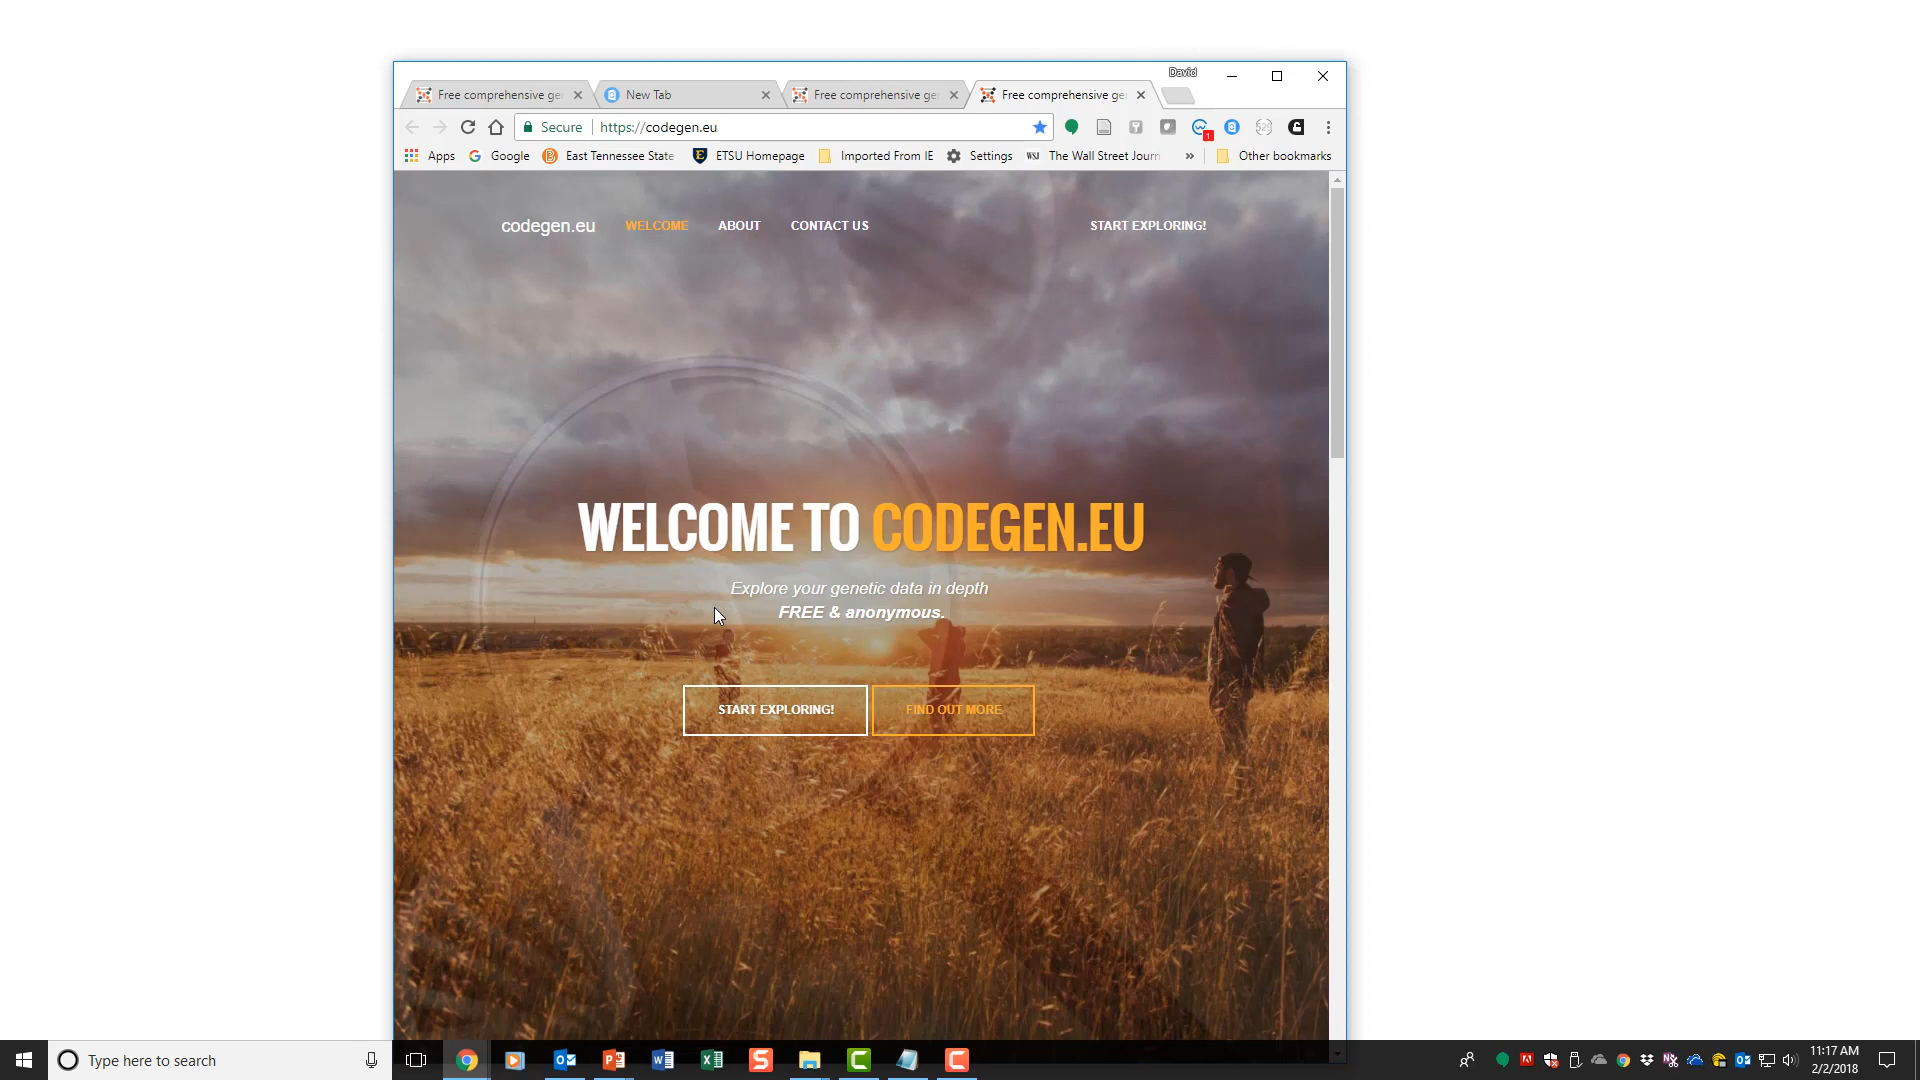 David
Free comprehensive ge
New Tab
Free comprehensive ge
Free comprehensive ge
Secure
https://codegen.eu
1
Apps
Google
East Tennessee State
ETSU Homepage
Imported From IE
Settings
WSJ
The Wall Street Journ
»
Other bookmarks
codegen.eu
WELCOME
ABOUT
CONTACT US
START EXPLORING!
WELCOME TO CODEGEN.EU
Explore your genetic data in depth
FREE & anonymous.
START EXPLORING!
FIND OUT MORE
Type here to search
11:17 AM
2/2/2018